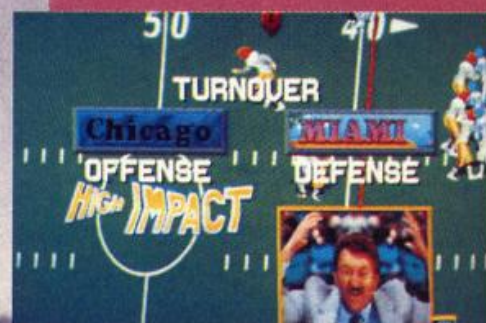 50 40
TURNOVER
Chicago MIAMI
OFFENSE DEFENSE
HIGH IMPACT